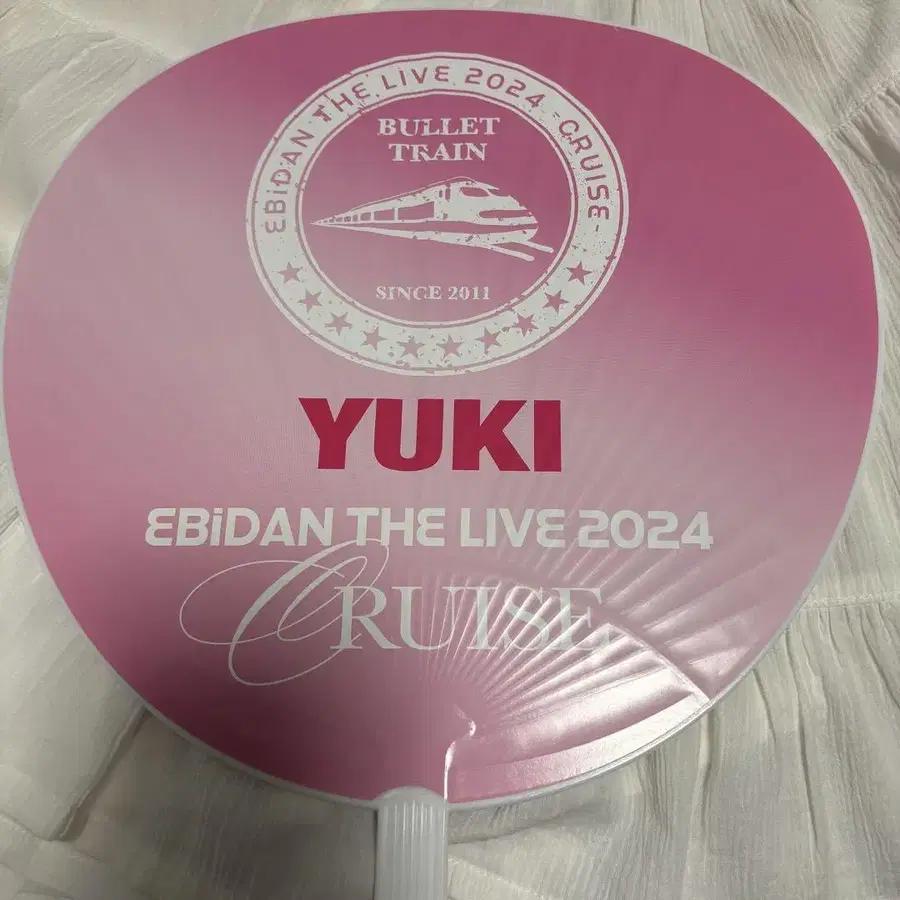 EBiDAN THE LIVE 2024 -CRUISE-
BULLET
TRAIN
SINCE 2011
YUKI
EBiDAN THE LIVE 2024
CRUISE